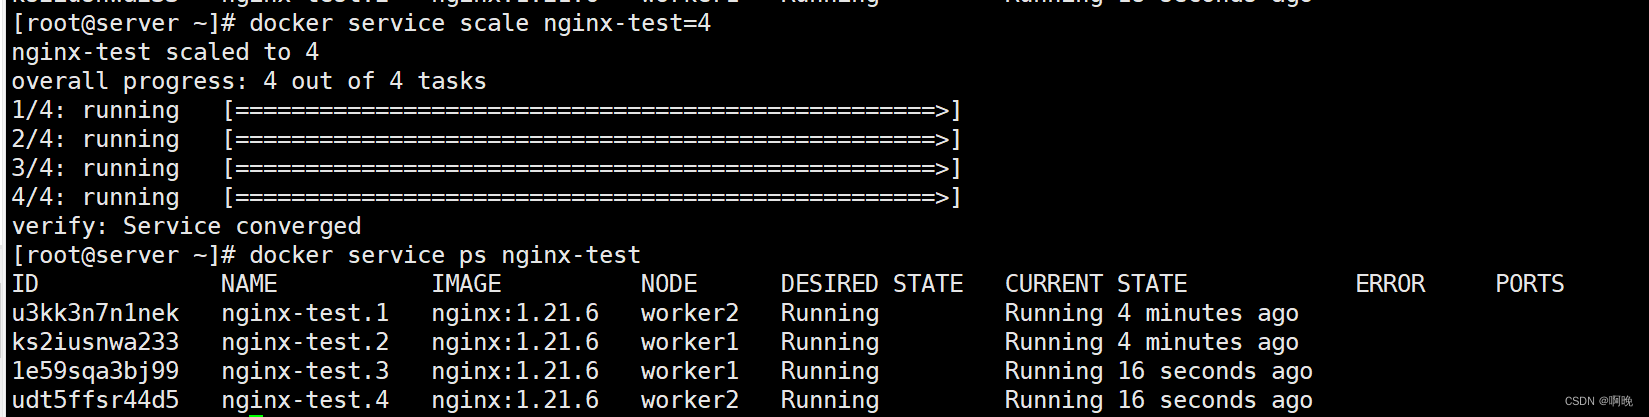 [root@server ~]# docker service scale nginx-test=4
nginx-test scaled to 4
overall progress: 4 out of 4 tasks
1/4: running   [==================================================>]
2/4: running   [==================================================>]
3/4: running   [==================================================>]
4/4: running   [==================================================>]
verify: Service converged
[root@server ~]# docker service ps nginx-test
ID             NAME           IMAGE          NODE      DESIRED STATE   CURRENT STATE            ERROR     PORTS
u3kk3n7n1nek   nginx-test.1   nginx:1.21.6   worker2   Running         Running 4 minutes ago
ks2iusnwa233   nginx-test.2   nginx:1.21.6   worker1   Running         Running 4 minutes ago
1e59sqa3bj99   nginx-test.3   nginx:1.21.6   worker1   Running         Running 16 seconds ago
udt5ffsr44d5   nginx-test.4   nginx:1.21.6   worker2   Running         Running 16 seconds ago
CSDN @啊晚